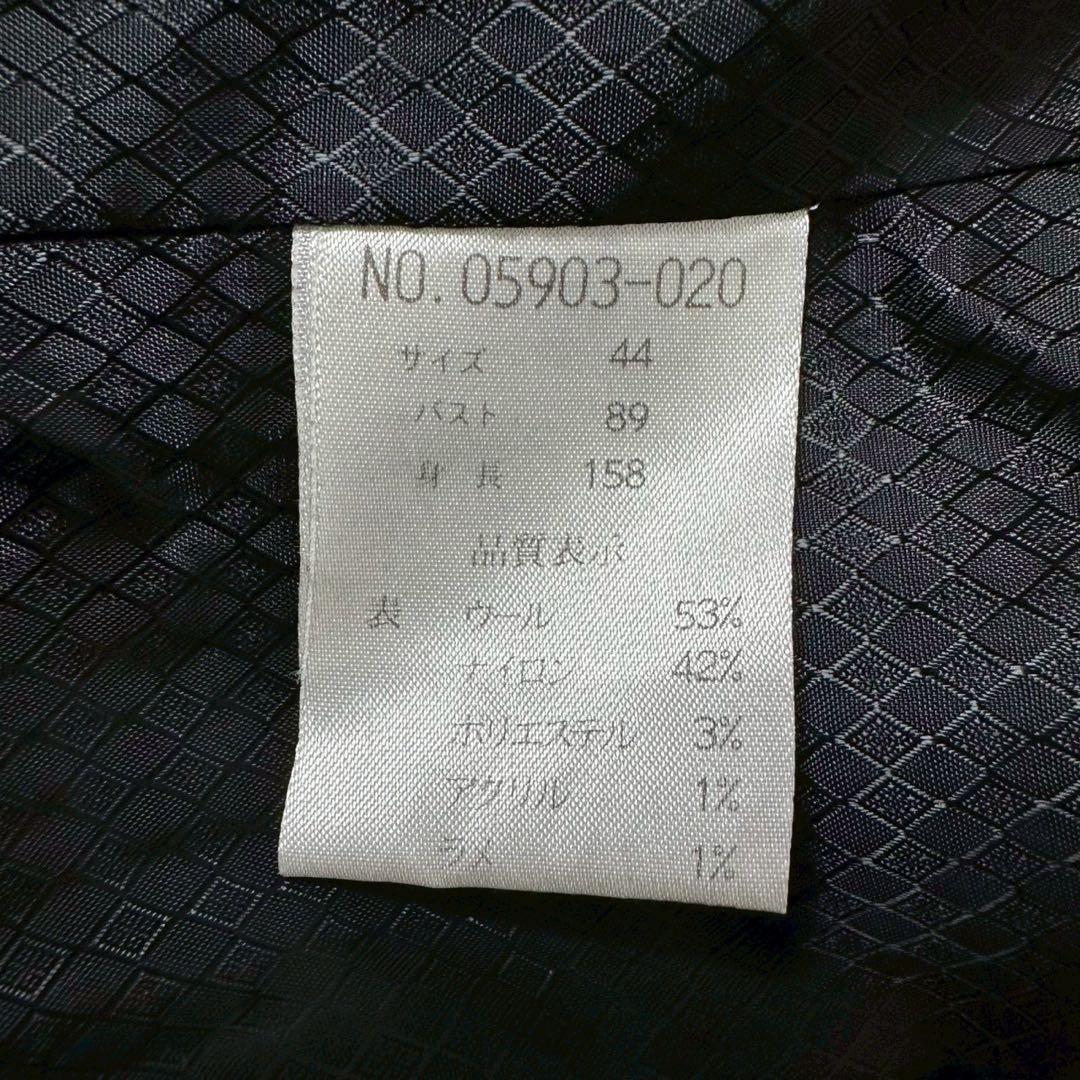 NO. 05903-020
サイズ 44
バスト 89
身長 158
品質表示
表 ウール 53%
ナイロン 42%
ポリエステル 3%
アクリル 1%
ラメ 1%